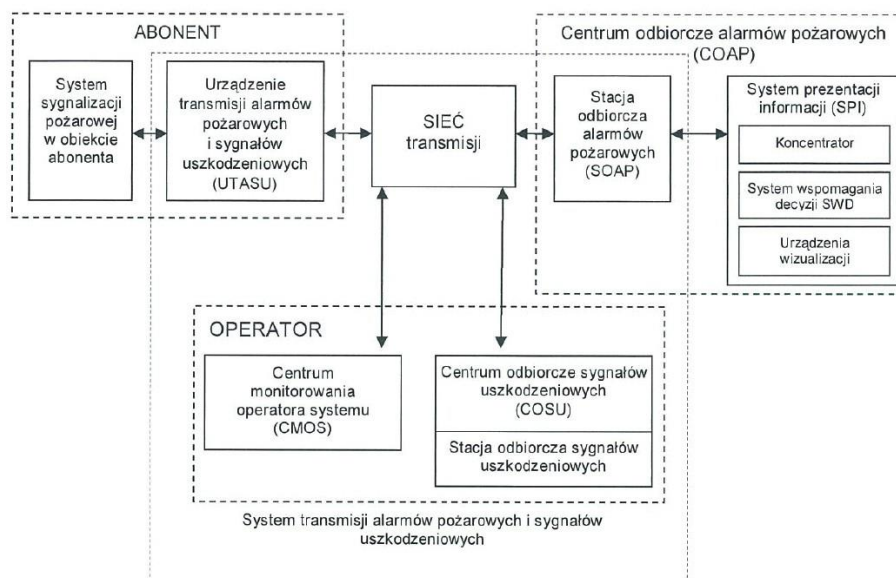 ABONENT
System
sygnalizacji
pożarowej
w obiekcie
abonenta
Urządzenie
transmisji alarmów
pożarowych
i sygnałów
uszkodzeniowych
(UTASU)
SIEĆ
transmisji
Centrum odbiorcze alarmów pożarowych
(COAP)
Stacja
odbiorcza
alarmów
pożarowych
(SOAP)
System prezentacji
informacji (SPI)
Koncentrator
System wspomagania
decyzji SWD
Urządzenia
wizualizacji
OPERATOR
Centrum
monitorowania
operatora systemu
(CMOS)
Centrum odbiorcze sygnałów
uszkodzeniowych
(COSU)
Stacja odbiorcza sygnałów
uszkodzeniowych
System transmisji alarmów pożarowych i sygnałów
uszkodzeniowych